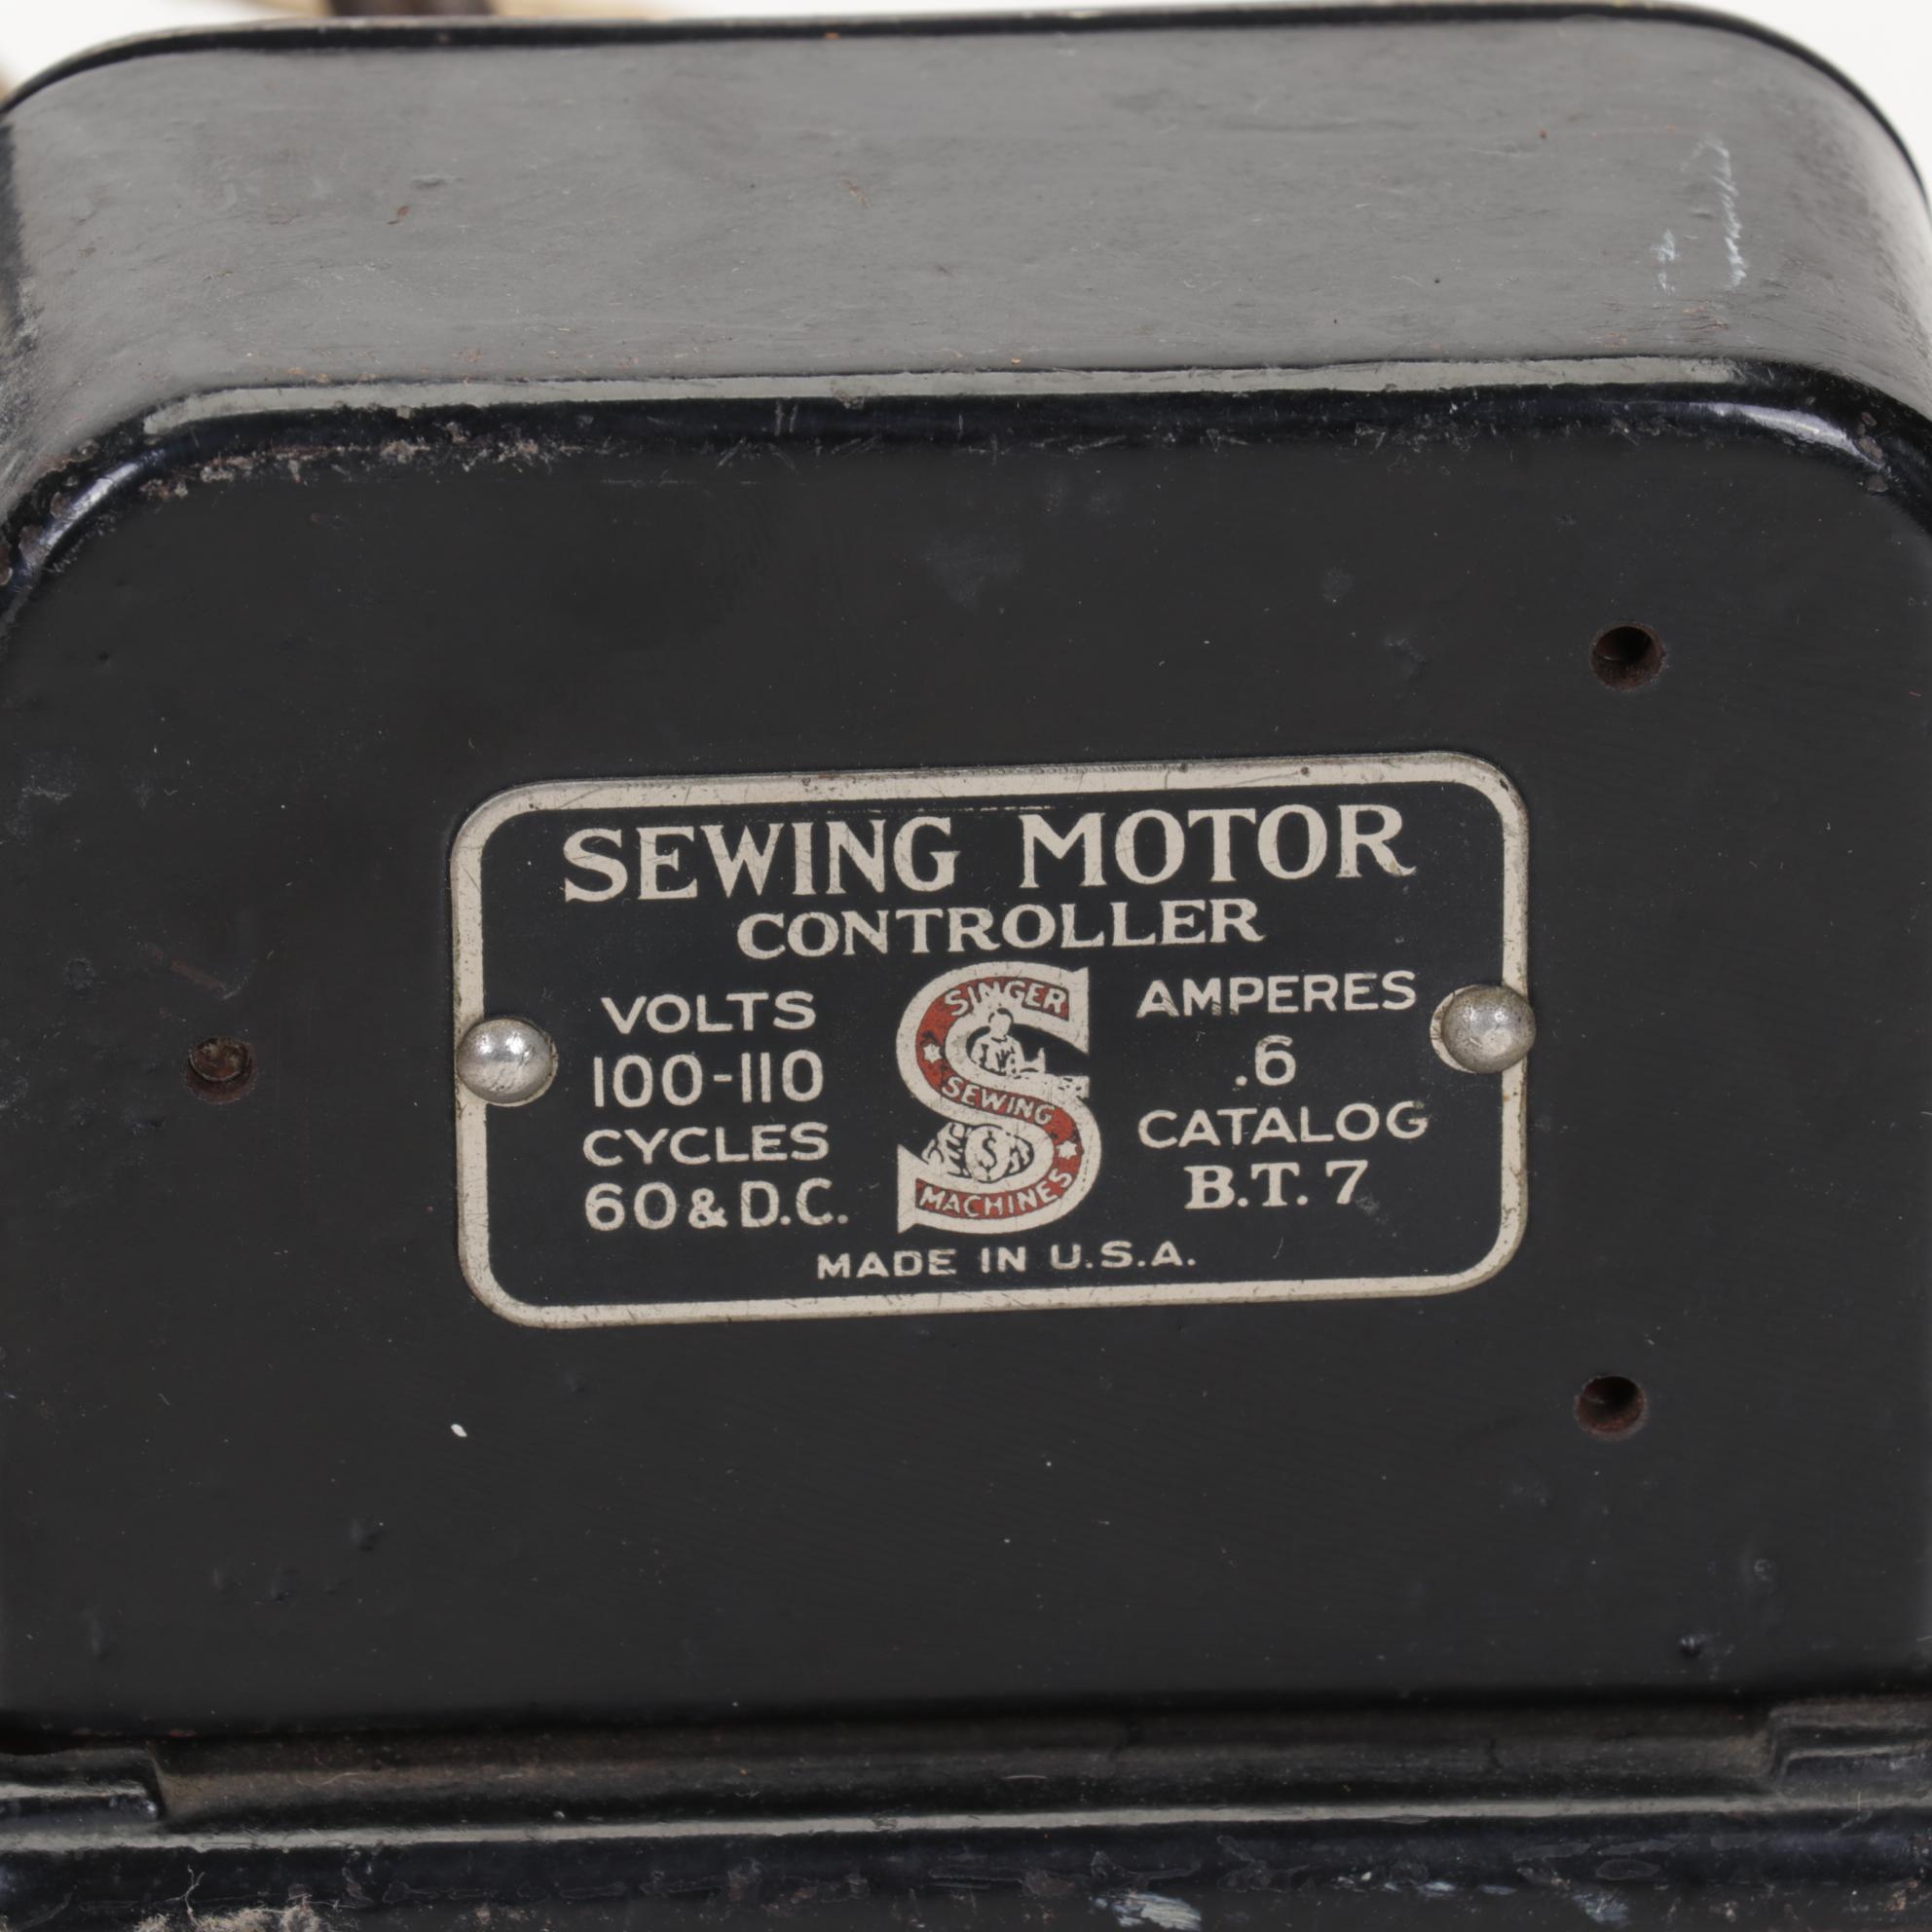 SEWING MOTOR
CONTROLLER
VOLTS
100-110
CYCLES
60 & D.C.
SINGER
SEWING
S
MACHINES
AMPERES
.6
CATALOG
B.T. 7
MADE IN U.S.A.